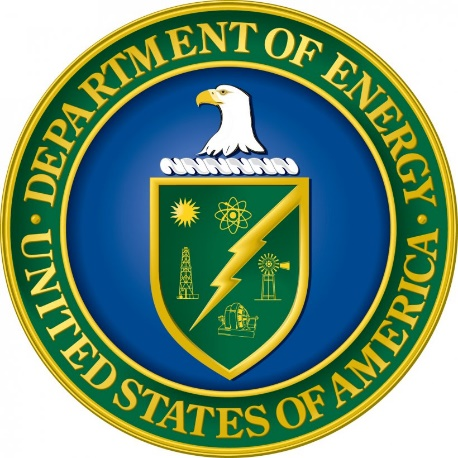 DEPARTMENT OF ENERGY
UNITED STATES OF AMERICA